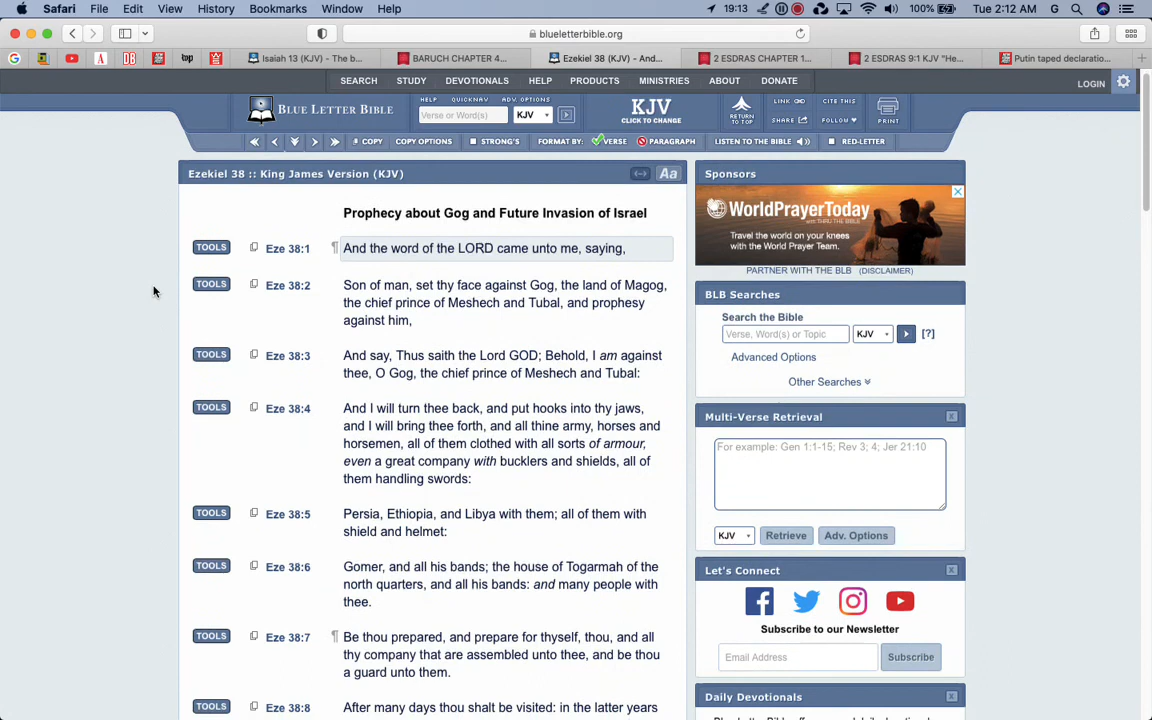 Safari File Edit View History Bookmarks Window Help 19:13 100% Tue 2:12 AM G
blueletterbible.org
Isaiah 13 (KJV) - The b... BARUCH CHAPTER 4... Ezekiel 38 (KJV) - And... 2 ESDRAS CHAPTER 1... 2 ESDRAS 9:1 KJV "He... Putin taped declaratio...
SEARCH STUDY DEVOTIONALS HELP PRODUCTS MINISTRIES ABOUT DONATE LOGIN
BLUE LETTER BIBLE
HELP QUICKNAV ADV. OPTIONS
Verse or Word(s) KJV
KJV
CLICK TO CHANGE
RETURN
TO TOP
LINK CITE THIS
SHARE FOLLOW
PRINT
COPY COPY OPTIONS STRONG'S FORMAT BY: VERSE PARAGRAPH LISTEN TO THE BIBLE RED-LETTER
Ezekiel 38 :: King James Version (KJV) Aa
Prophecy about Gog and Future Invasion of Israel
TOOLS Eze 38:1 ¶ And the word of the LORD came unto me, saying,
TOOLS Eze 38:2 Son of man, set thy face against Gog, the land of Magog,
the chief prince of Meshech and Tubal, and prophesy
against him,
TOOLS Eze 38:3 And say, Thus saith the Lord GOD; Behold, I am against
thee, O Gog, the chief prince of Meshech and Tubal:
TOOLS Eze 38:4 And I will turn thee back, and put hooks into thy jaws,
and I will bring thee forth, and all thine army, horses and
horsemen, all of them clothed with all sorts of armour,
even a great company with bucklers and shields, all of
them handling swords:
TOOLS Eze 38:5 Persia, Ethiopia, and Libya with them; all of them with
shield and helmet:
TOOLS Eze 38:6 Gomer, and all his bands; the house of Togarmah of the
north quarters, and all his bands: and many people with
thee.
TOOLS Eze 38:7 ¶ Be thou prepared, and prepare for thyself, thou, and all
thy company that are assembled unto thee, and be thou
a guard unto them.
TOOLS Eze 38:8 After many days thou shalt be visited: in the latter years
Sponsors
WORLDPRAYERTODAY
WITH THRU THE BIBLE
Travel the world on your knees
with the World Prayer Team.
PARTNER WITH THE BLB (DISCLAIMER)
BLB Searches
Search the Bible
Verse, Word(s) or Topic KJV [?]
Advanced Options
Other Searches
Multi-Verse Retrieval
For example: Gen 1:1-15; Rev 3; 4; Jer 21:10
KJV Retrieve Adv. Options
Let's Connect
Subscribe to our Newsletter
Email Address Subscribe
Daily Devotionals